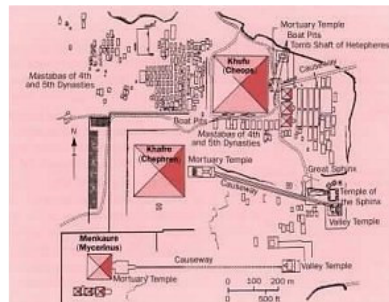 Mortuary Temple
Boat Pits
Tomb Shaft of Hetepheres
Khufu
(Cheops)
Causeway
Mastabas of 4th
and 5th Dynasties
Boat Pits
Mastabas of 4th
and 5th Dynasties
N
Khafre
(Chephren)
Mortuary Temple
Great Sphinx
Causeway
Temple of
the Sphinx
Valley Temple
Menkaure
(Mycerinus)
Causeway
Valley Temple
Mortuary Temple
0 100 200 m
0 500 ft